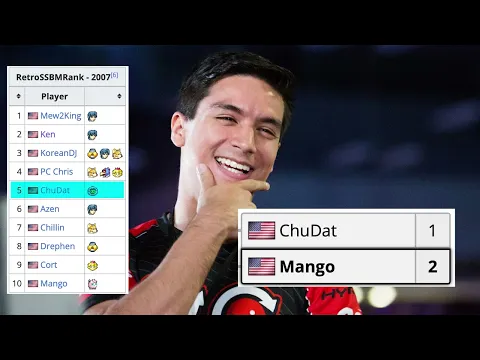 RetroSSBMRank - 2007[6]
Player
1 Mew2King
2 Ken
3 KoreanDJ
4 PC Chris
5 ChuDat
6 Azen
7 Chillin
8 Drephen
9 Cort
10 Mango
ChuDat 1
Mango 2